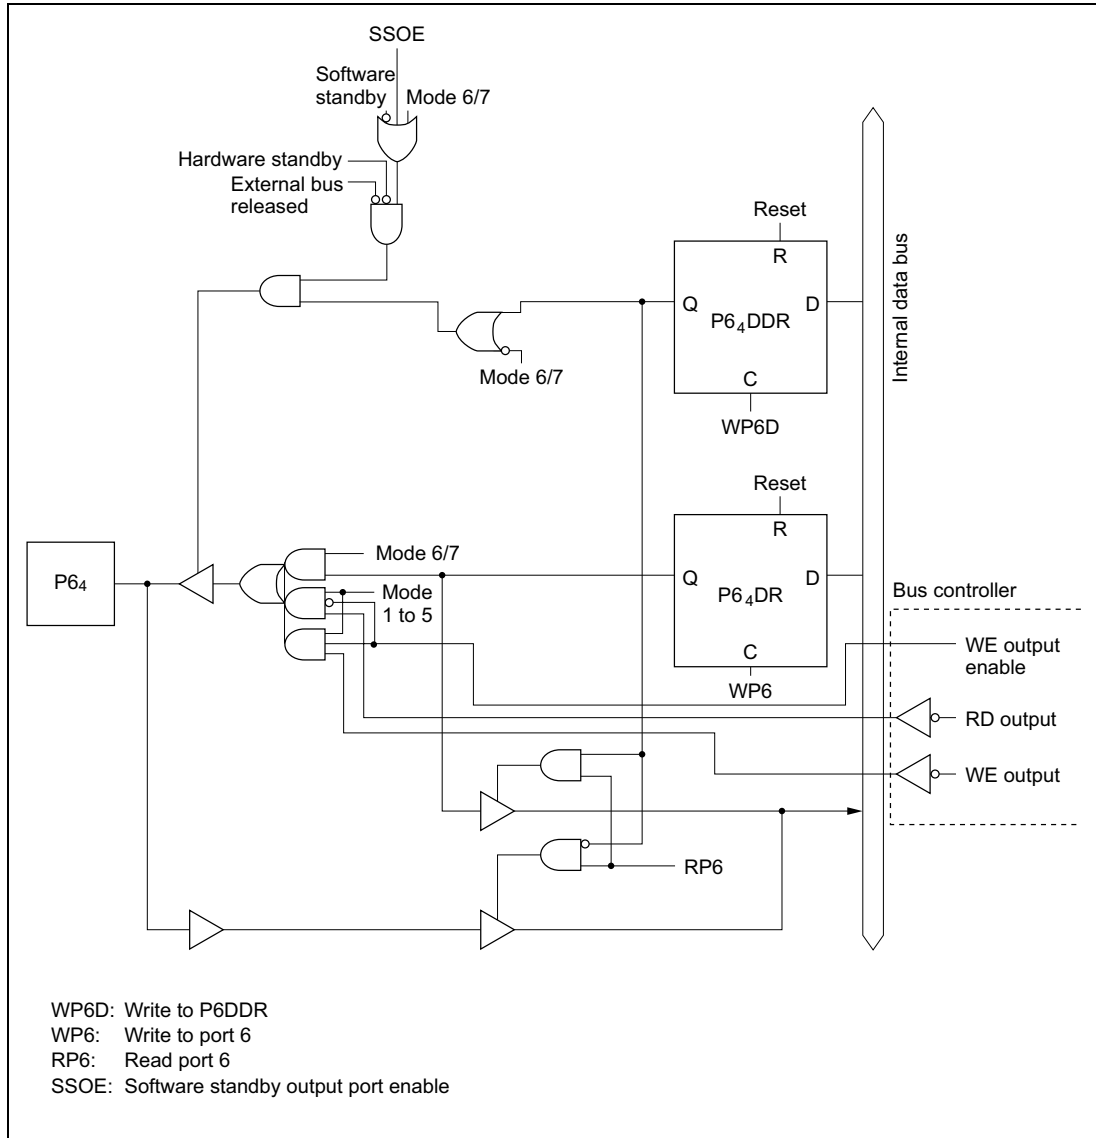 SSOE
Software
standby
Mode 6/7
Hardware standby
External bus
released
Reset
R
Q
P6₄DDR
D
C
WP6D
Mode 6/7
Internal data bus
Reset
R
Q
P6₄DR
D
C
WP6
P6₄
Mode 6/7
Mode
1 to 5
Bus controller
WE output
enable
RD output
WE output
RP6
WP6D: Write to P6DDR
WP6: Write to port 6
RP6: Read port 6
SSOE: Software standby output port enable